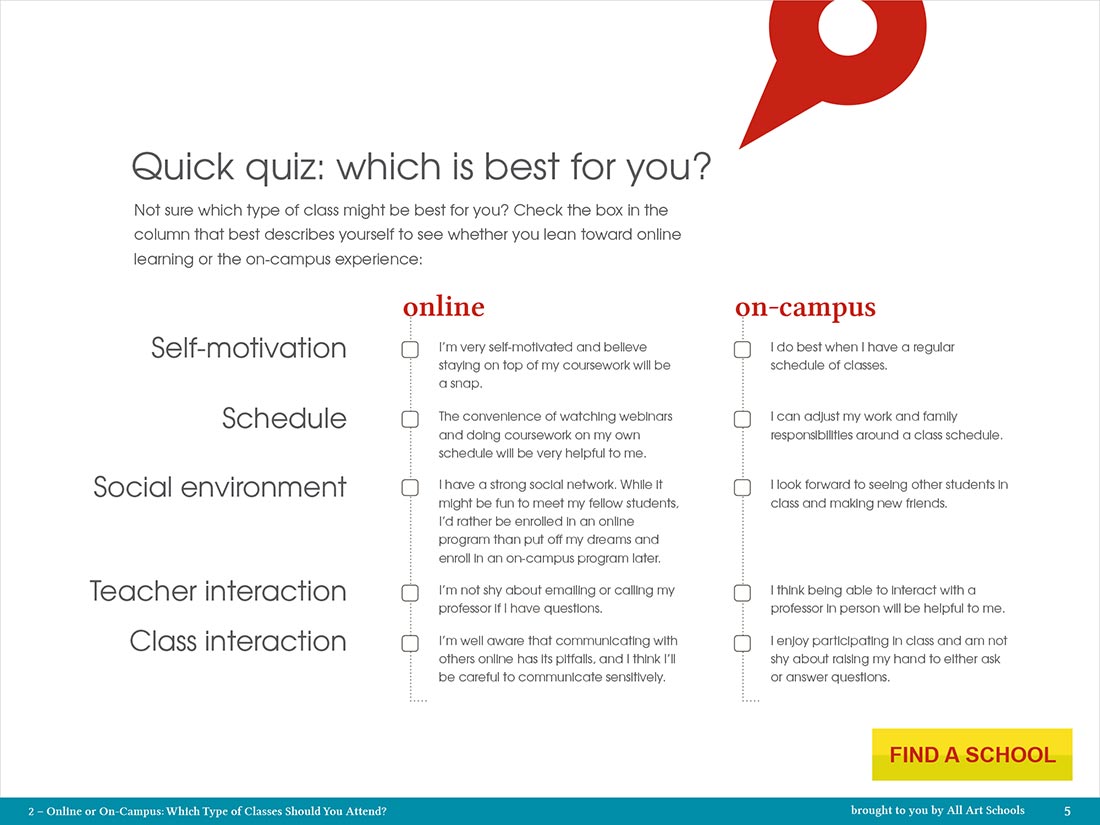 Quick quiz: which is best for you?
Not sure which type of class might be best for you? Check the box in the
column that best describes yourself to see whether you lean toward online
learning or the on-campus experience:
online
on-campus
Self-motivation
I'm very self-motivated and believe
staying on top of my coursework will be
a snap.
I do best when I have a regular
schedule of classes.
Schedule
The convenience of watching webinars
and doing coursework on my own
schedule will be very helpful to me.
I can adjust my work and family
responsibilities around a class schedule.
Social environment
I have a strong social network. While it
might be fun to meet my fellow students,
I'd rather be enrolled in an online
program than put off my dreams and
enroll in an on-campus program later.
I look forward to seeing other students in
class and making new friends.
Teacher interaction
I'm not shy about emailing or calling my
professor if I have questions.
I think being able to interact with a
professor in person will be helpful to me.
Class interaction
I'm well aware that communicating with
others online has its pitfalls, and I think I'll
be careful to communicate sensitively.
I enjoy participating in class and am not
shy about raising my hand to either ask
or answer questions.
FIND A SCHOOL
2 – Online or On-Campus: Which Type of Classes Should You Attend?
brought to you by All Art Schools
5